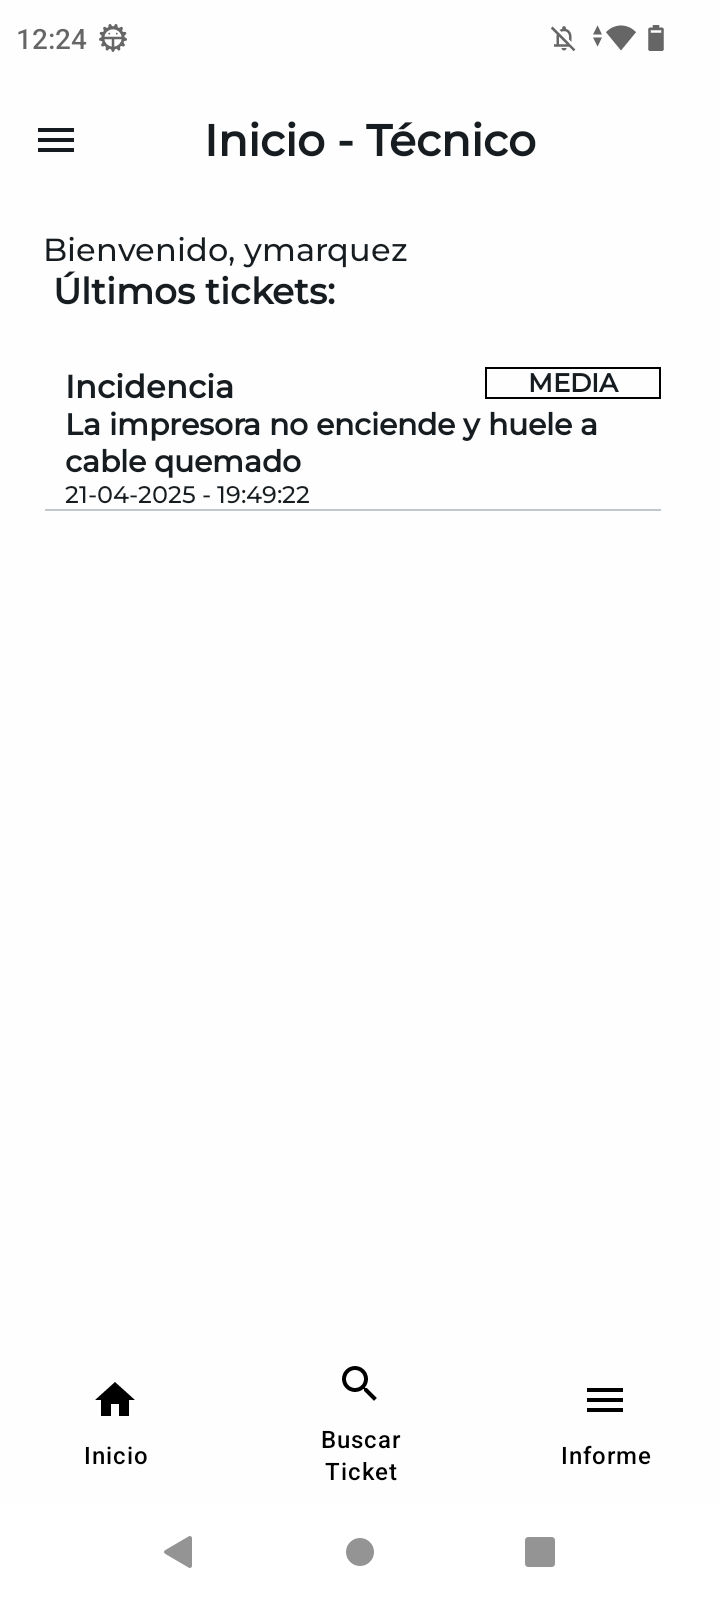 12:24
Inicio - Técnico
Bienvenido, ymarquez
Últimos tickets:
Incidencia
MEDIA
La impresora no enciende y huele a
cable quemado
21-04-2025 - 19:49:22
Inicio
Buscar
Ticket
Informe